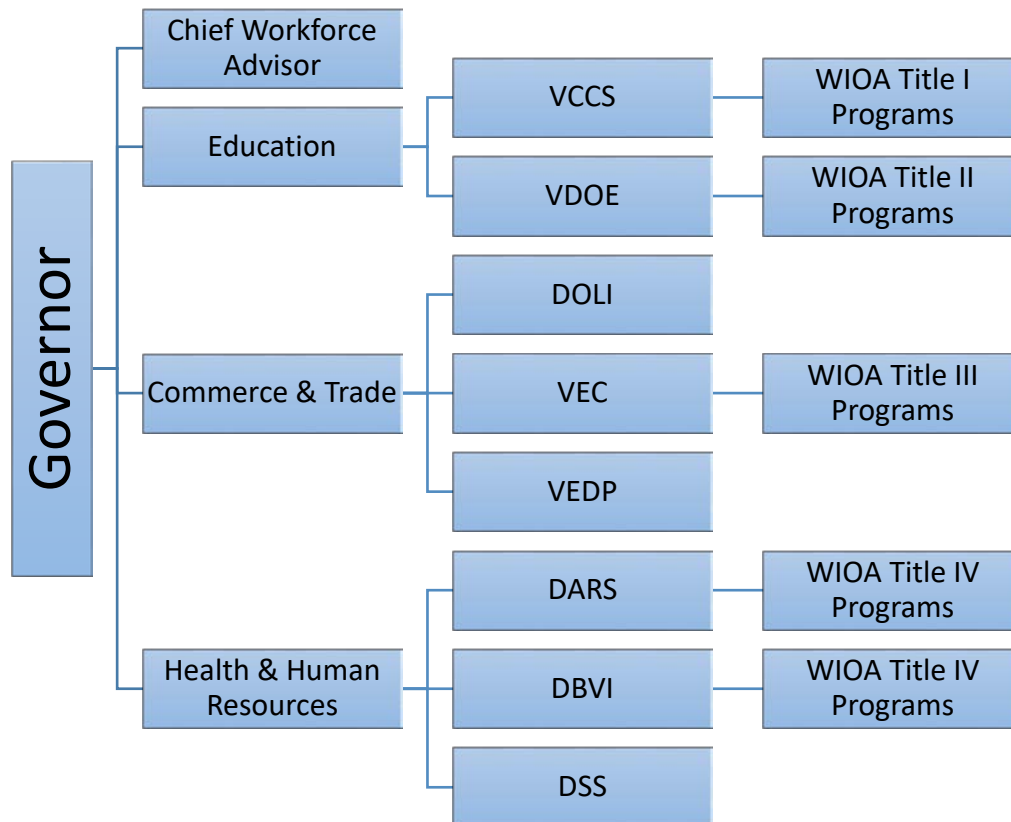 Governor
Chief Workforce
Advisor
Education
VCCS
WIOA Title I
Programs
VDOE
WIOA Title II
Programs
Commerce & Trade
DOLI
VEC
WIOA Title III
Programs
VEDP
Health & Human
Resources
DARS
WIOA Title IV
Programs
DBVI
WIOA Title IV
Programs
DSS